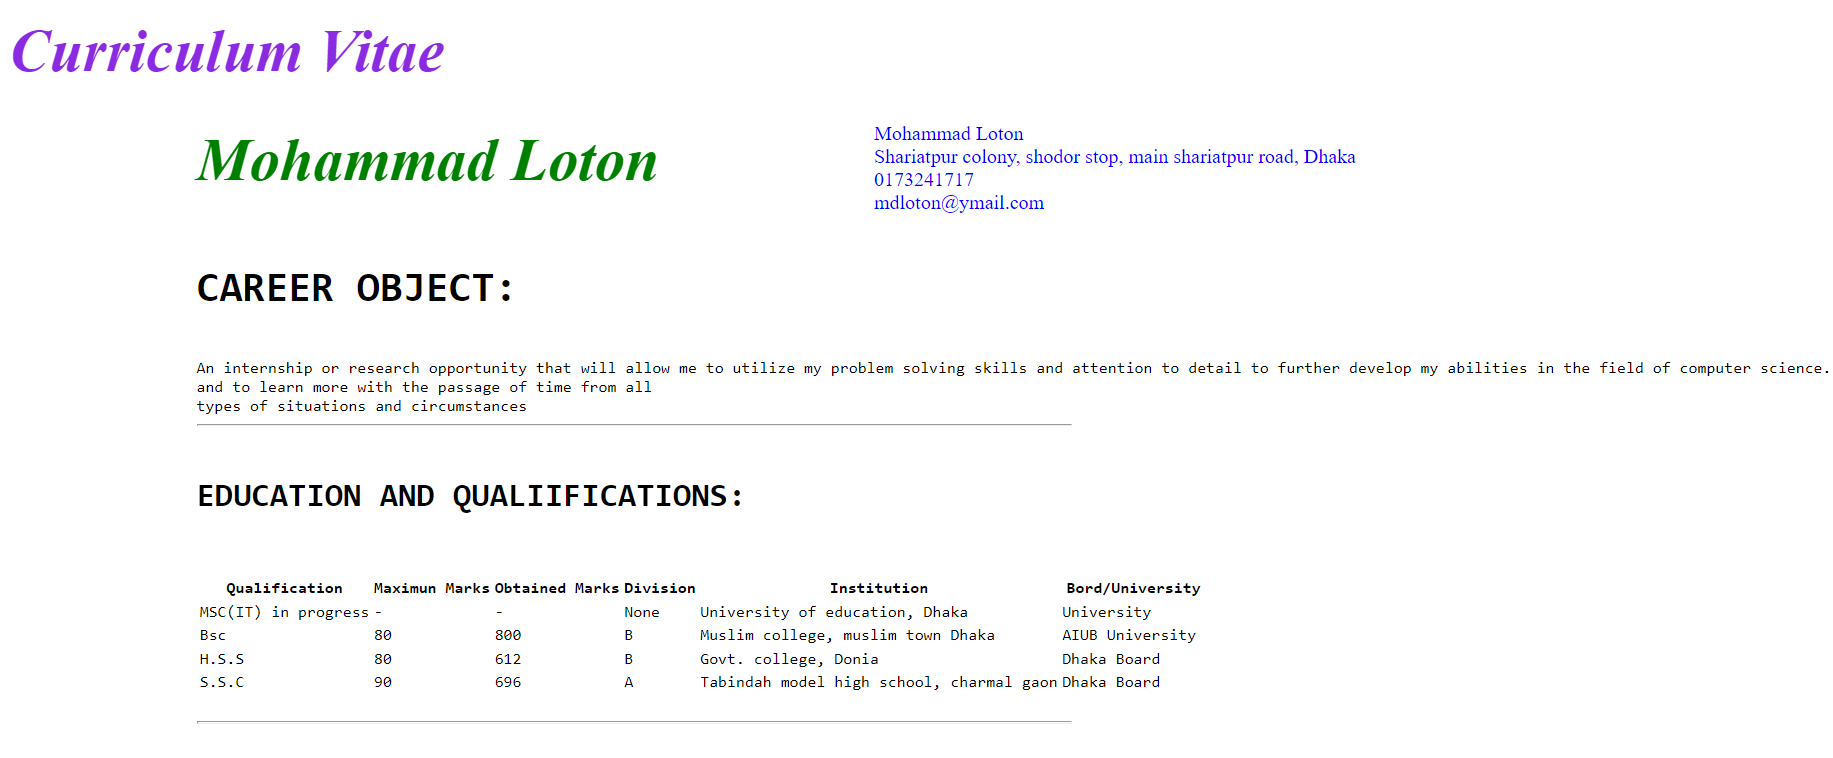 Curriculum Vitae
Mohammad Loton
Mohammad Loton
Shariatpur colony, shodor stop, main shariatpur road, Dhaka
0173241717
mdloton@ymail.com
CAREER OBJECT:
An internship or research opportunity that will allow me to utilize my problem solving skills and attention to detail to further develop my abilities in the field of computer science.
and to learn more with the passage of time from all
types of situations and circumstances
EDUCATION AND QUALIIFICATIONS:
Qualification Maximun Marks Obtained Marks Division Institution Bord/University
MSC(IT) in progress - - None University of education, Dhaka University
Bsc 80 800 B Muslim college, muslim town Dhaka AIUB University
H.S.S 80 612 B Govt. college, Donia Dhaka Board
S.S.C 90 696 A Tabindah model high school, charmal gaon Dhaka Board